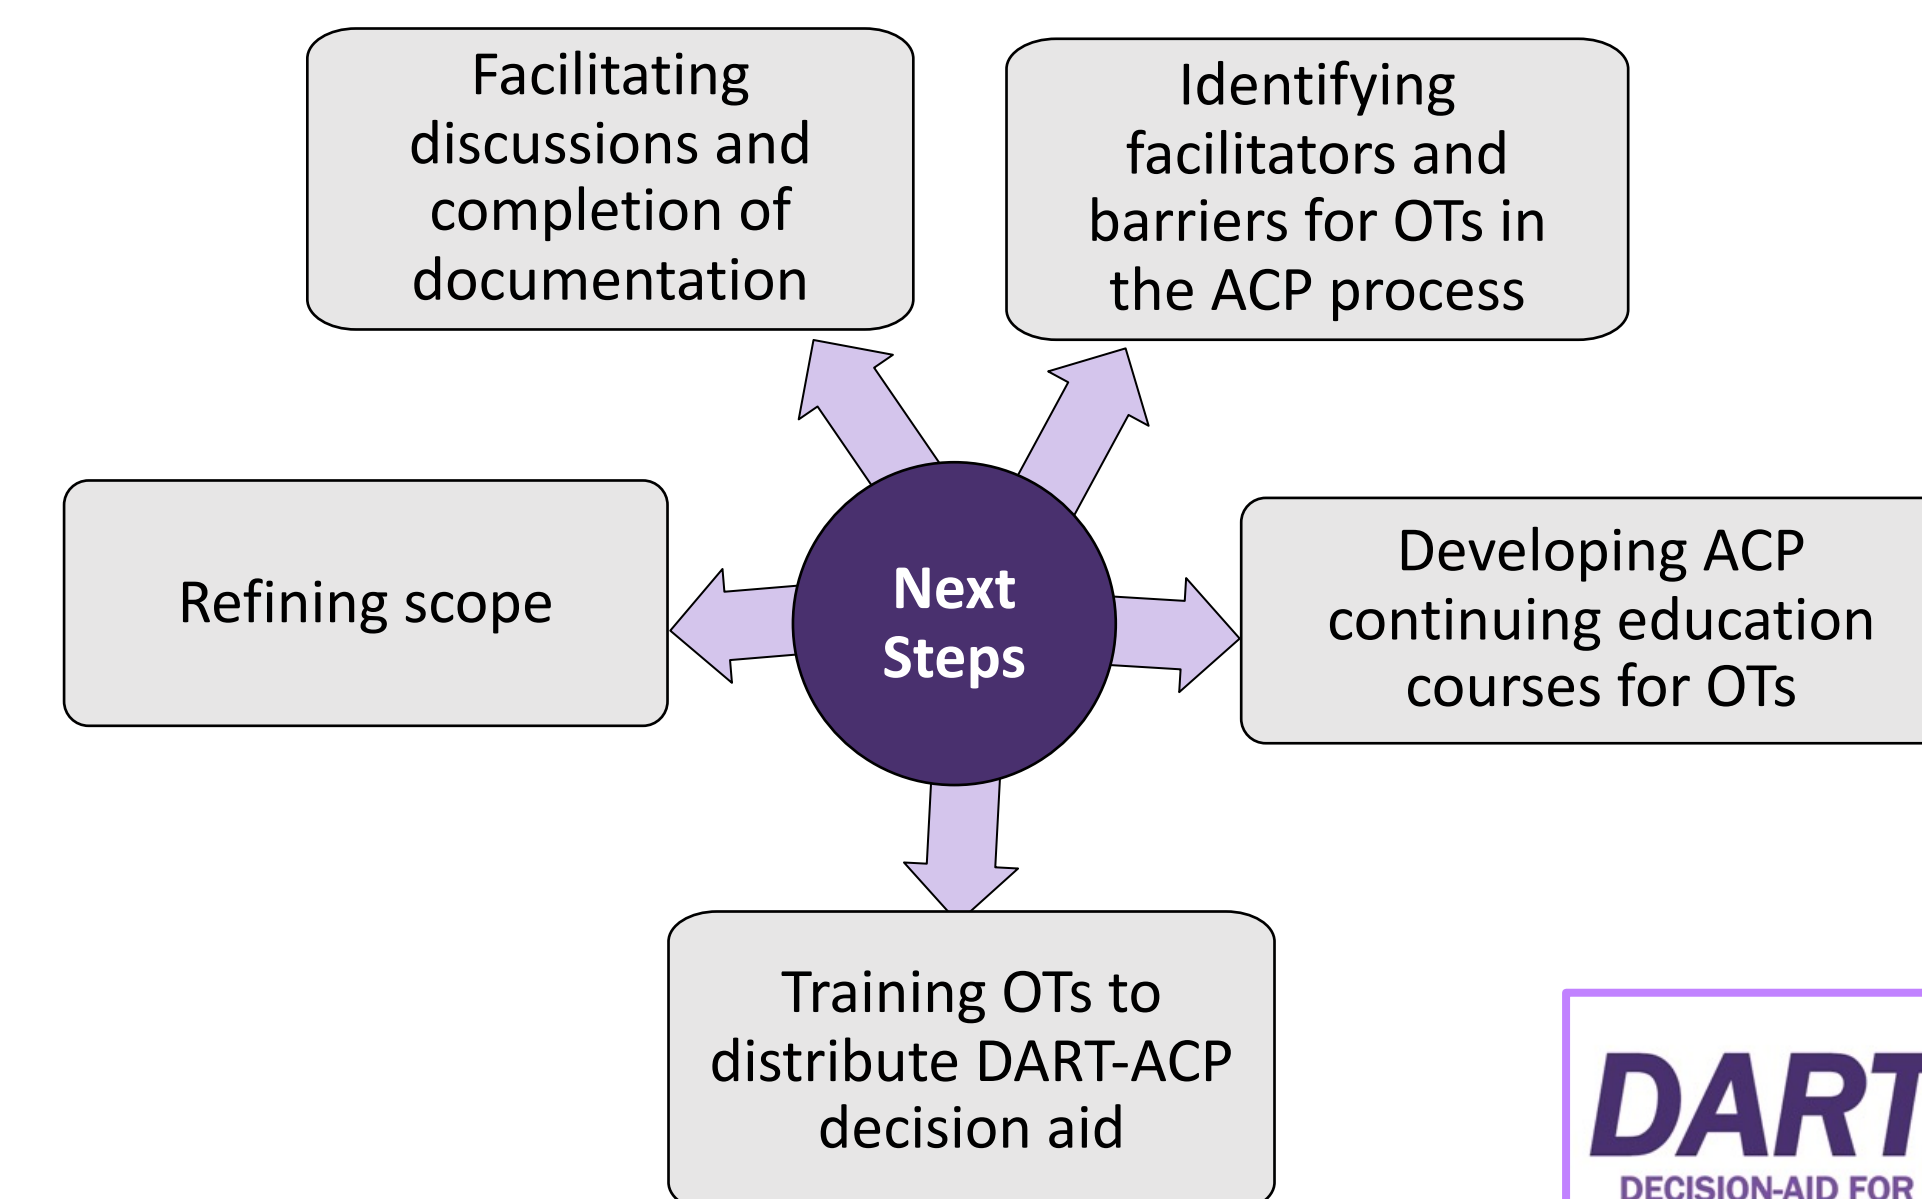 Facilitating
discussions and
completion of
documentation
Identifying
facilitators and
barriers for OTs in
the ACP process
Refining scope
Next
Steps
Developing ACP
continuing education
courses for OTs
Training OTs to
distribute DART-ACP
decision aid
DART
DECISION-AID FOR